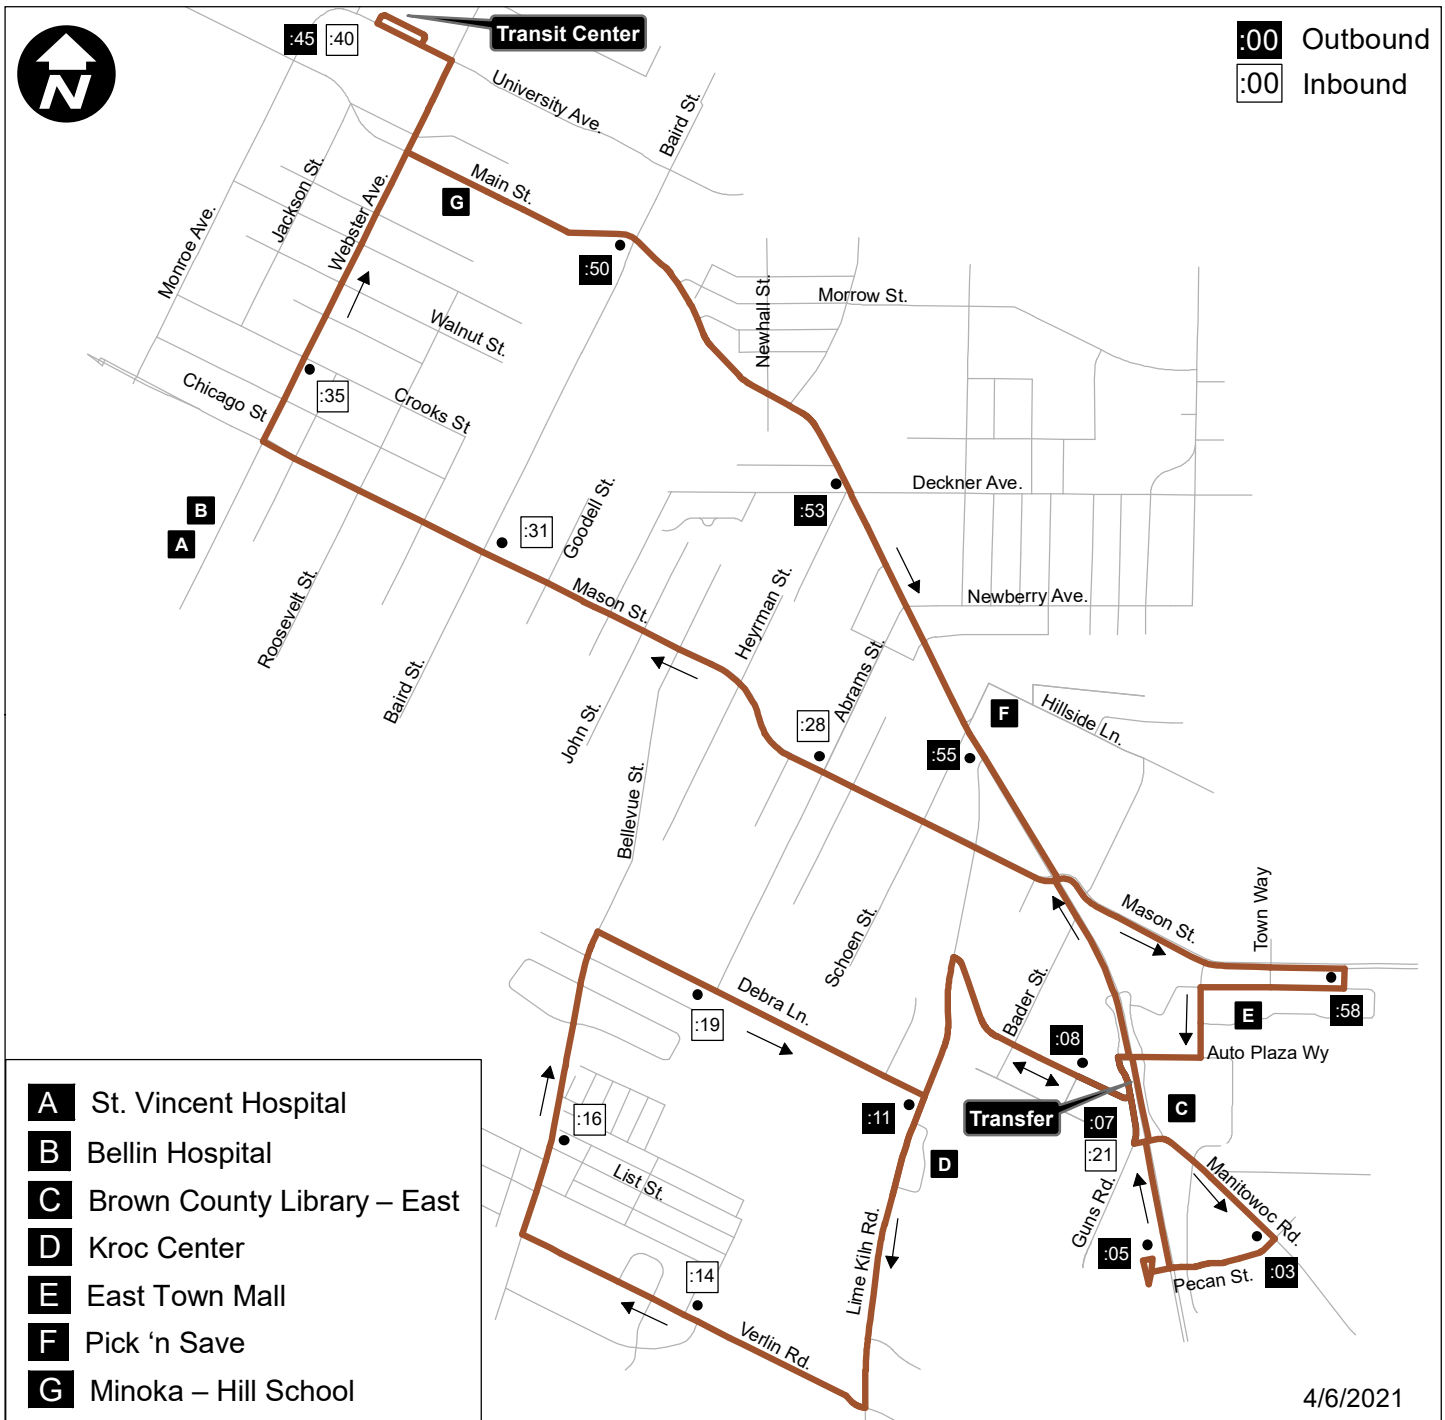 :45 :40
Transit Center
:00 Outbound
:00 Inbound
N
University Ave.
Baird St.
Main St.
G
Jackson St.
Webster Ave.
Monroe Ave.
:50
Newhall St.
Morrow St.
Walnut St.
Chicago St
:35
Crooks St
Deckner Ave.
B
A
:53
:31
Goodell St.
Mason St.
Newberry Ave.
Heyrman St.
Roosevelt St.
Baird St.
Abrams St.
John St.
:28
F
Hillside Ln.
:55
Bellevue St.
Mason St.
Town Way
Schoen St.
Debra Ln.
Bader St.
:19
:58
E
:08
Auto Plaza Wy
Transfer
:11
:07
:21
C
:16
D
List St.
Manitowoc Rd.
Guns Rd.
Lime Kiln Rd.
:05
:03
Pecan St.
:14
Verlin Rd.
A St. Vincent Hospital
B Bellin Hospital
C Brown County Library – East
D Kroc Center
E East Town Mall
F Pick ‘n Save
G Minoka – Hill School
4/6/2021